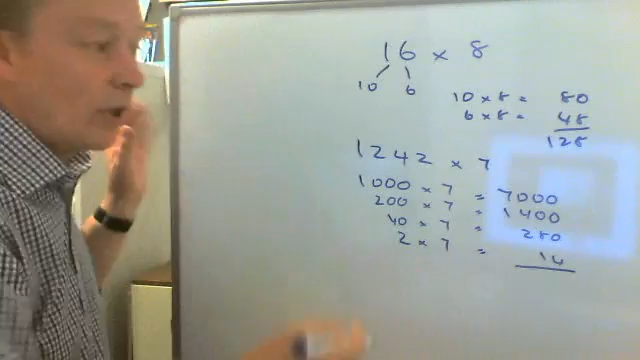 16 × 8
10 6
10 × 8 = 80
6 × 8 = 48
128
1242 × 7
1000 × 7 = 7000
200 × 7 = 1400
40 × 7 = 280
2 × 7 = 14